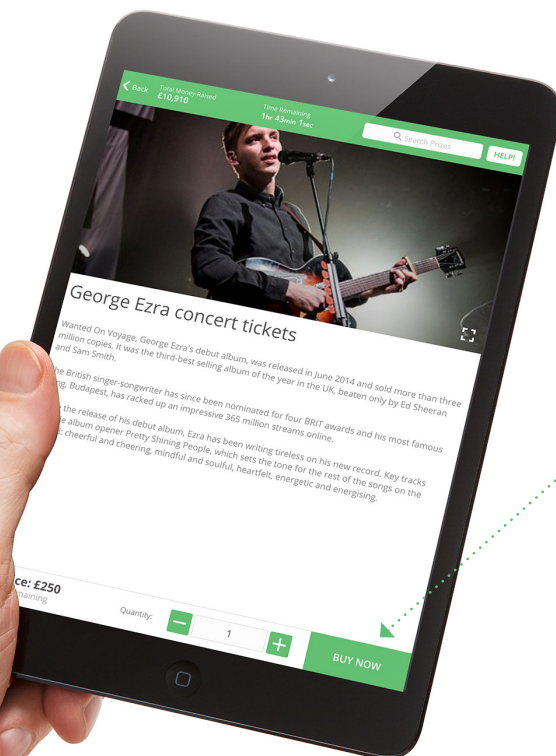 Back
Total Money Raised
£10,910
Time Remaining
1hr 43min 1sec
Search Prizes
HELP!
George Ezra concert tickets
Wanted On Voyage, George Ezra's debut album, was released in June 2014 and sold more than three
million copies. It was the third-best selling album of the year in the UK, beaten only by Ed Sheeran
and Sam Smith.
he British singer-songwriter has since been nominated for four BRIT awards and his most famous
ng, Budapest, has racked up an impressive 365 million streams online.
the release of his debut album, Ezra has been writing tireless on his new record. Key tracks
album opener Pretty Shining People, which sets the tone for the rest of the songs on the
cheerful and cheering, mindful and soulful, heartfelt, energetic and energising.
ce: £250
maining
Quantity:
1
BUY NOW